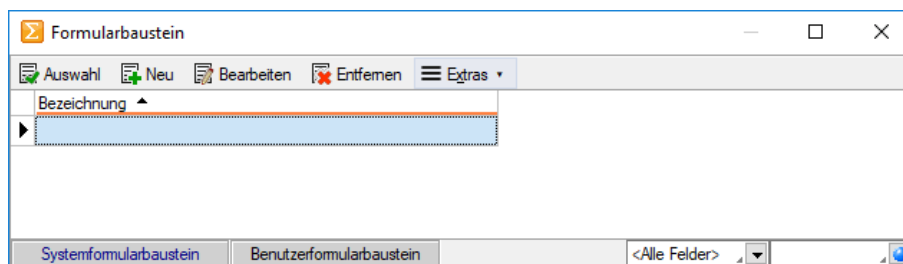 Formularbaustein
Auswahl Neu Bearbeiten Entfernen Extras
Bezeichnung
Systemformularbaustein Benutzerformularbaustein <Alle Felder>